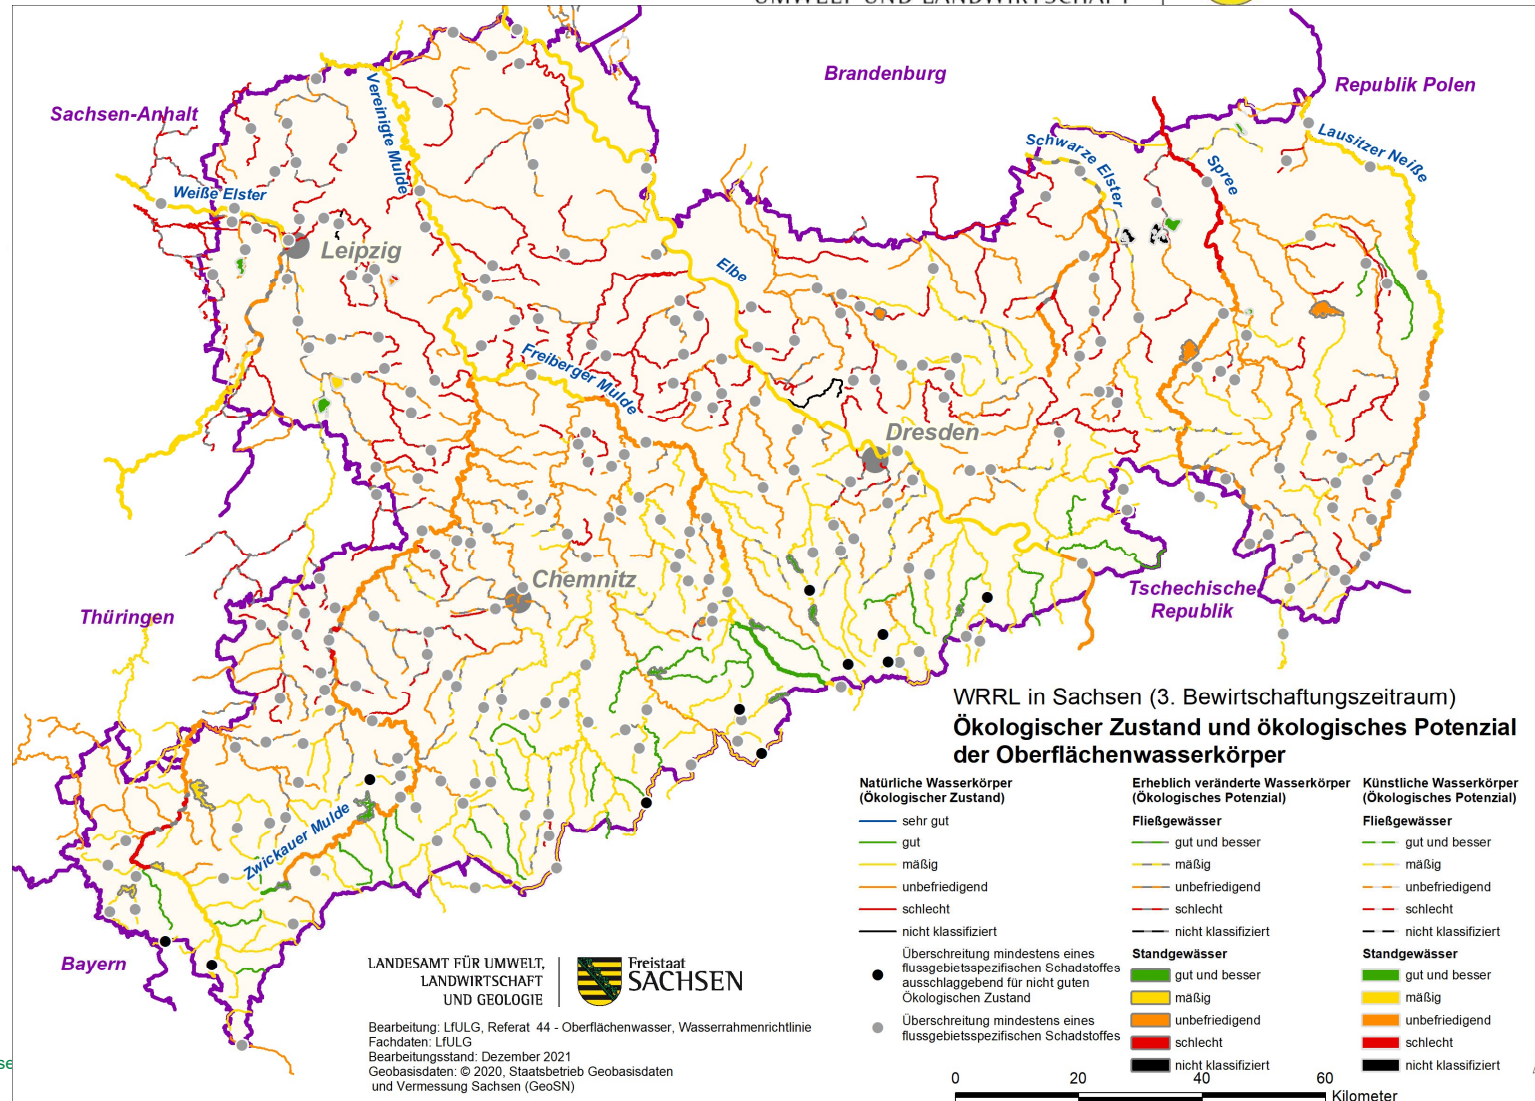 UMWELT UND LANDWIRTSCHAFT
Brandenburg
Republik Polen
Sachsen-Anhalt
Vereinigte Mulde
Schwarze Elster
Spree
Lausitzer Neiße
Weiße Elster
Leipzig
Elbe
Freiberger Mulde
Dresden
Chemnitz
Thüringen
Tschechische
Republik
Zwickauer Mulde
Bayern
WRRL in Sachsen (3. Bewirtschaftungszeitraum)
Ökologischer Zustand und ökologisches Potenzial
der Oberflächenwasserkörper
Natürliche Wasserkörper
(Ökologischer Zustand)
sehr gut
gut
mäßig
unbefriedigend
schlecht
nicht klassifiziert
Überschreitung mindestens eines
flussgebietsspezifischen Schadstoffes
ausschlaggebend für nicht guten
Ökologischen Zustand
Überschreitung mindestens eines
flussgebietsspezifischen Schadstoffes
Erheblich veränderte Wasserkörper
(Ökologisches Potenzial)
Fließgewässer
gut und besser
mäßig
unbefriedigend
schlecht
nicht klassifiziert
Standgewässer
gut und besser
mäßig
unbefriedigend
schlecht
nicht klassifiziert
Künstliche Wasserkörper
(Ökologisches Potenzial)
Fließgewässer
gut und besser
mäßig
unbefriedigend
schlecht
nicht klassifiziert
Standgewässer
gut und besser
mäßig
unbefriedigend
schlecht
nicht klassifiziert
LANDESAMT FÜR UMWELT,
LANDWIRTSCHAFT
UND GEOLOGIE
Freistaat
SACHSEN
Bearbeitung: LfULG, Referat 44 - Oberflächenwasser, Wasserrahmenrichtlinie
Fachdaten: LfULG
Bearbeitungsstand: Dezember 2021
Geobasisdaten: © 2020, Staatsbetrieb Geobasisdaten
und Vermessung Sachsen (GeoSN)
0 20 40 60
Kilometer